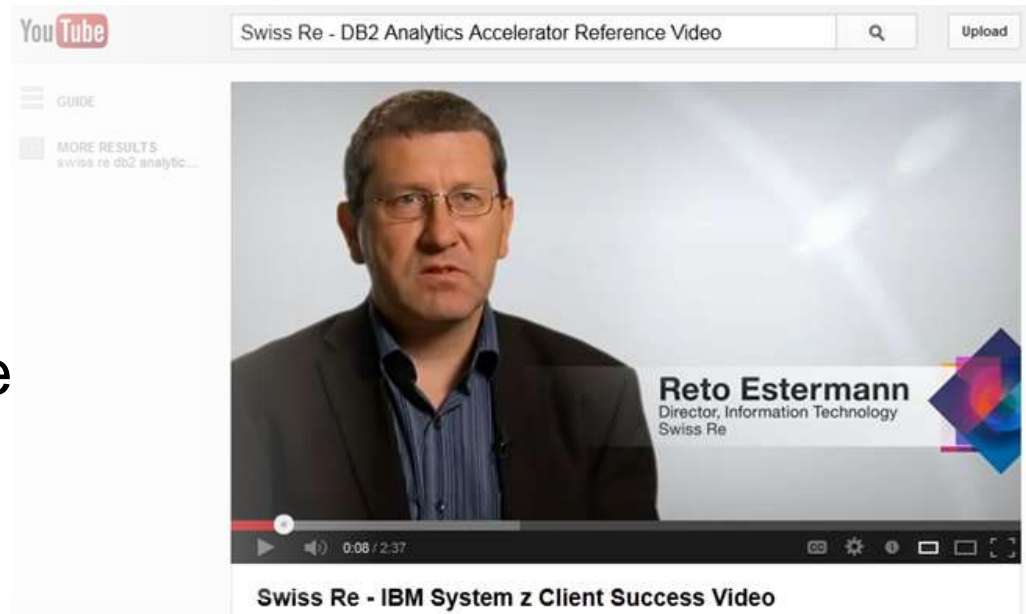 YouTube
Swiss Re - DB2 Analytics Accelerator Reference Video
Upload
GUIDE
MORE RESULTS
swiss re db2 analytic...
e
Reto Estermann
Director, Information Technology
Swiss Re
0:08 / 2:37
Swiss Re - IBM System z Client Success Video